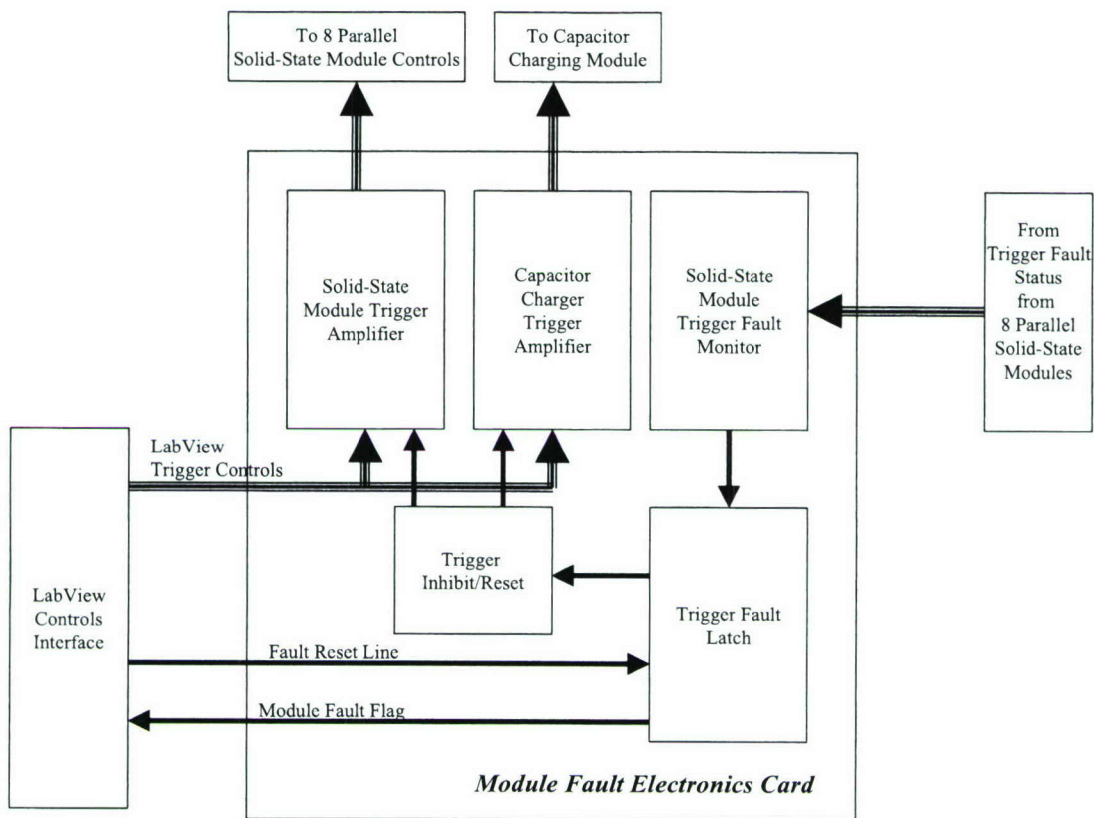 To 8 Parallel
Solid-State Module Controls
To Capacitor
Charging Module
Solid-State
Module Trigger
Amplifier
Capacitor
Charger
Trigger
Amplifier
Solid-State
Module
Trigger Fault
Monitor
From
Trigger Fault
Status
from
8 Parallel
Solid-State
Modules
LabView
Trigger Controls
LabView
Controls
Interface
Trigger
Inhibit/Reset
Trigger Fault
Latch
Fault Reset Line
Module Fault Flag
Module Fault Electronics Card